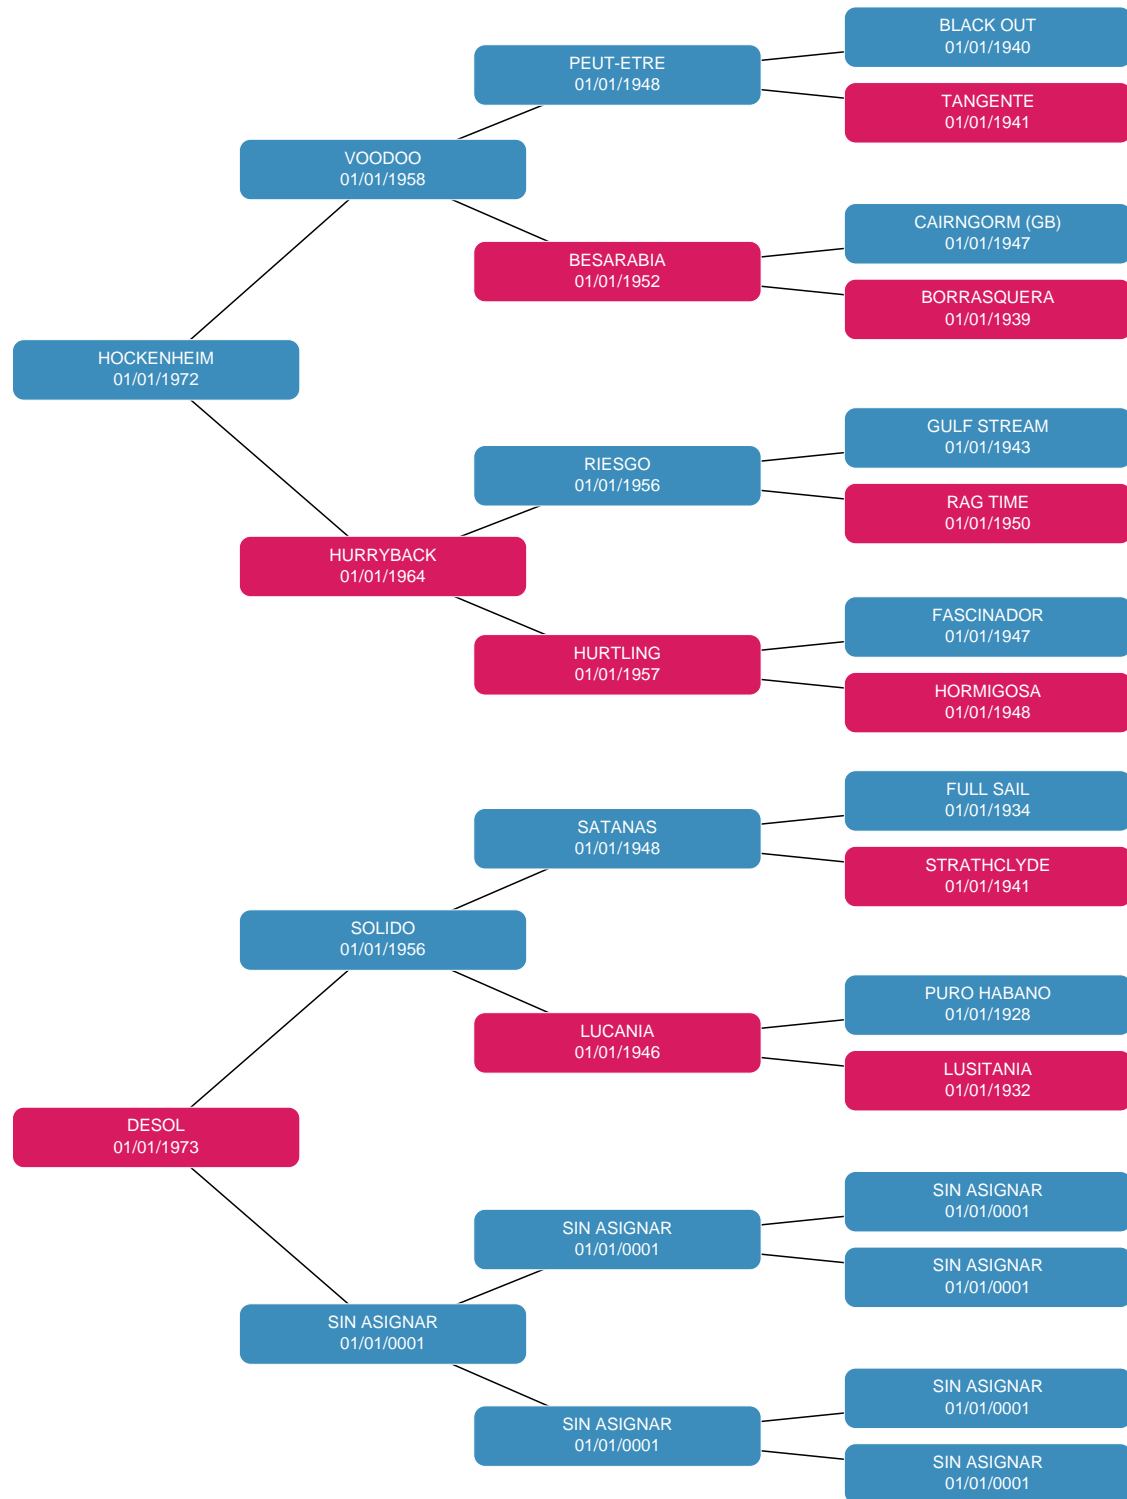 BLACK OUT
01/01/1940
PEUT-ETRE
01/01/1948
TANGENTE
01/01/1941
VOODOO
01/01/1958
CAIRNGORM (GB)
01/01/1947
BESARABIA
01/01/1952
BORRASQUERA
01/01/1939
HOCKENHEIM
01/01/1972
GULF STREAM
01/01/1943
RIESGO
01/01/1956
RAG TIME
01/01/1950
HURRYBACK
01/01/1964
FASCINADOR
01/01/1947
HURTLING
01/01/1957
HORMIGOSA
01/01/1948
FULL SAIL
01/01/1934
SATANAS
01/01/1948
STRATHCLYDE
01/01/1941
SOLIDO
01/01/1956
PURO HABANO
01/01/1928
LUCANIA
01/01/1946
LUSITANIA
01/01/1932
DESOL
01/01/1973
SIN ASIGNAR
01/01/0001
SIN ASIGNAR
01/01/0001
SIN ASIGNAR
01/01/0001
SIN ASIGNAR
01/01/0001
SIN ASIGNAR
01/01/0001
SIN ASIGNAR
01/01/0001
SIN ASIGNAR
01/01/0001